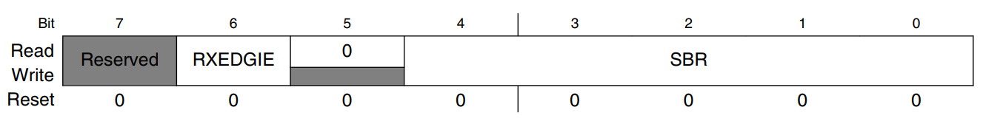 Bit 7 6 5 4 3 2 1 0
Read Reserved RXEDGIE 0 SBR
Write
Reset 0 0 0 0 0 0 0 0